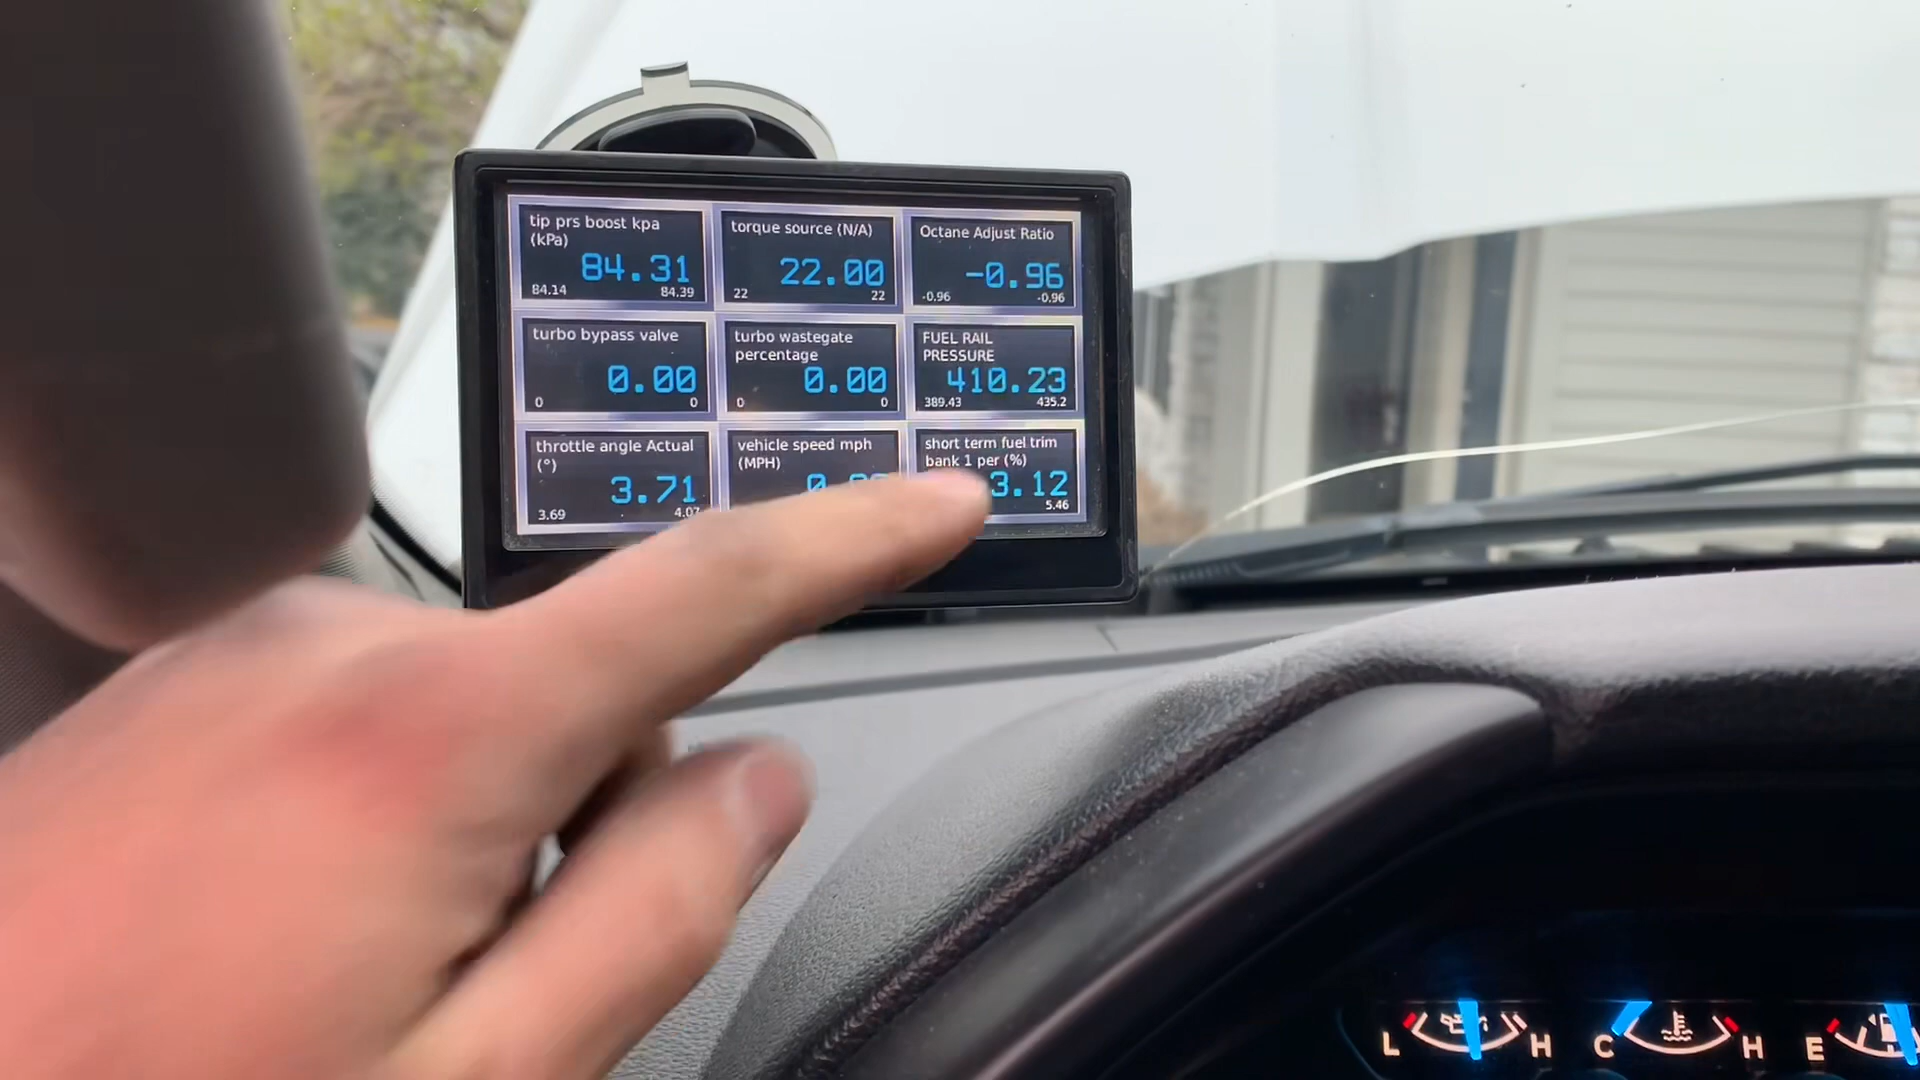 tip prs boost kpa
(kPa)
84.31
84.14 84.39
torque source (N/A)
22.00
22 22
Octane Adjust Ratio
-0.96
-0.96 -0.96
turbo bypass valve
0.00
0 0
turbo wastegate
percentage
0.00
0 0
FUEL RAIL
PRESSURE
410.23
389.43 435.2
throttle angle Actual
(°)
3.71
3.69 4.07
vehicle speed mph
(MPH)
short term fuel trim
bank 1 per (%)
3.12
5.46
L H C H E